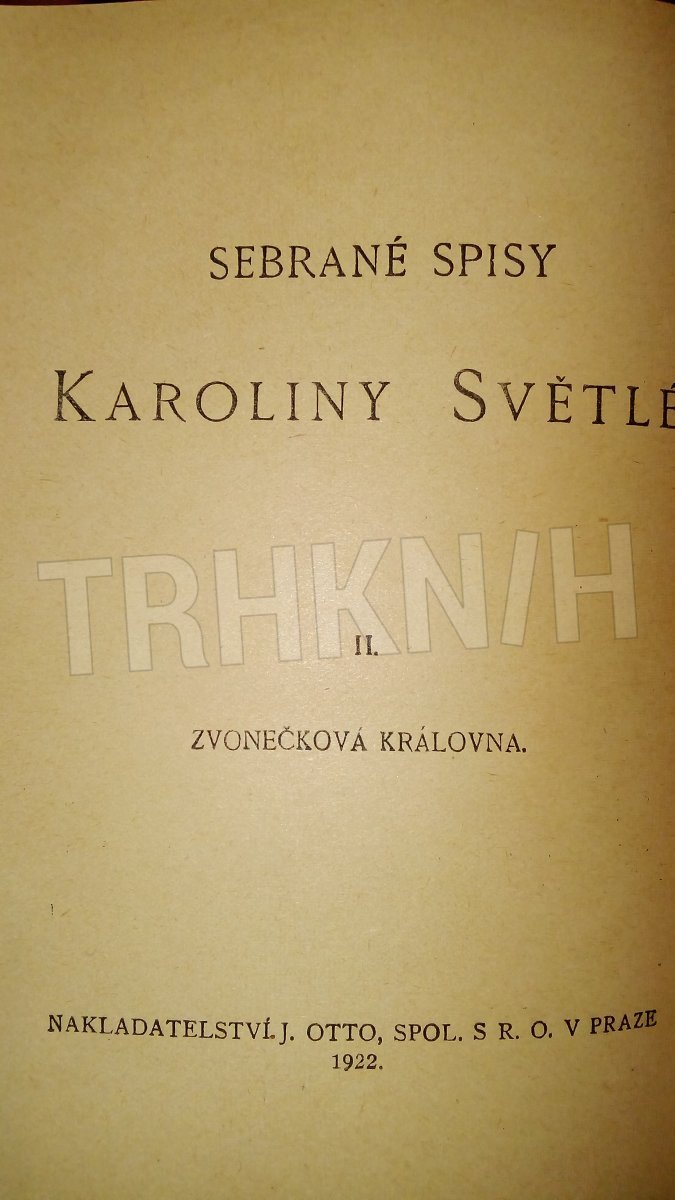 SEBRANÉ SPISY
KAROLINY SVĚTLÉ
TRHKNIH
II.
ZVONEČKOVÁ KRÁLOVNA.
NAKLADATELSTVÍ J. OTTO, SPOL. S R. O. V PRAZE
1922.